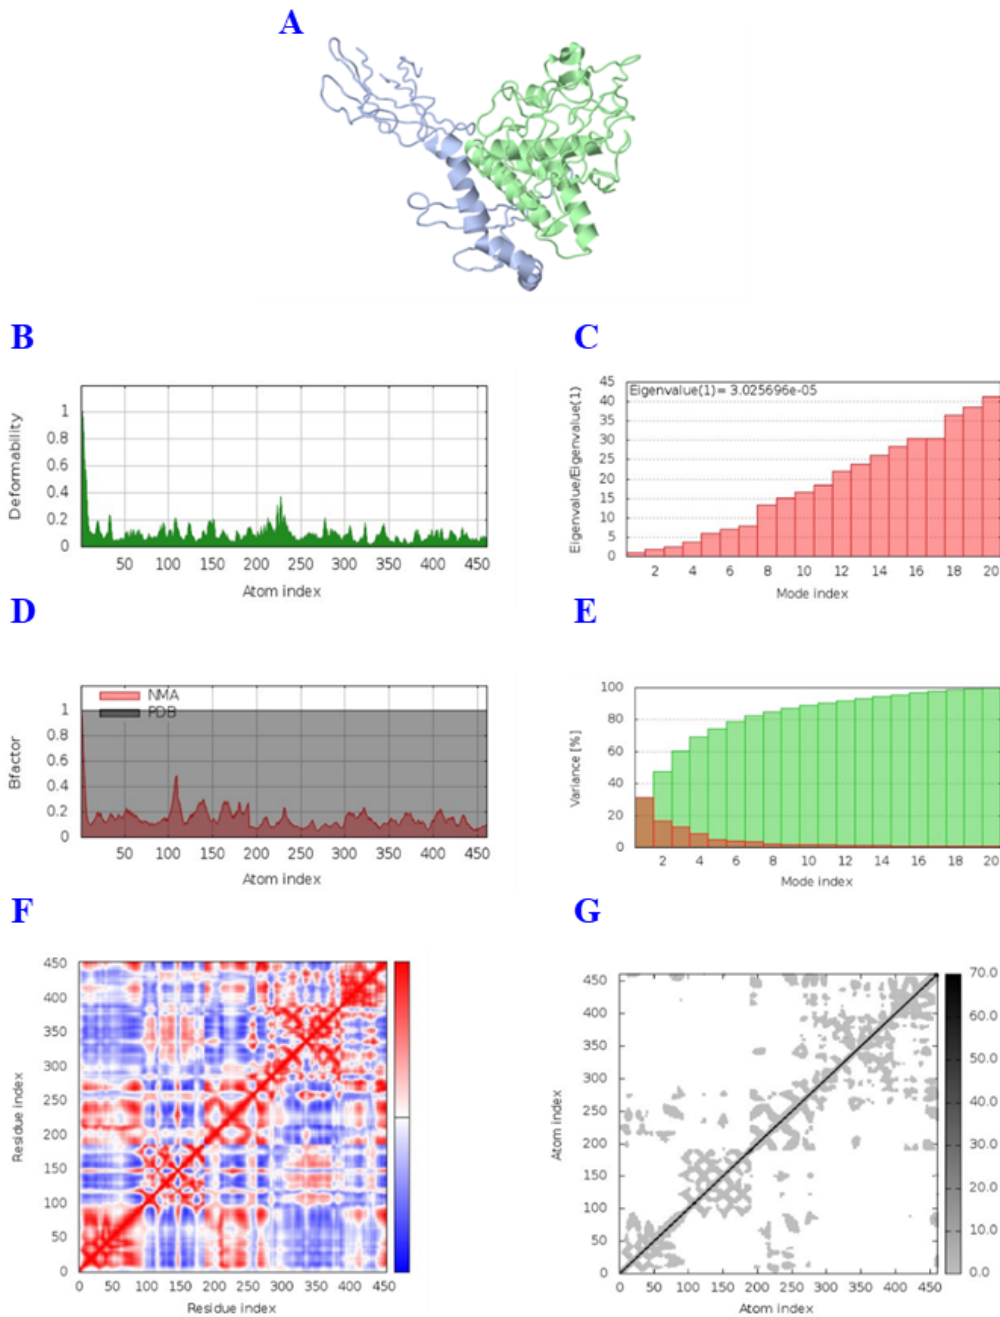 A
B
Deformability
1
0.8
0.6
0.4
0.2
0
50 100 150 200 250 300 350 400 450
Atom index
C
Eigenvalue(1)= 3.025696e-05
Eigenvalue/Eigenvalue(1)
45
40
35
30
25
20
15
10
5
0
2 4 6 8 10 12 14 16 18 20
Mode index
D
NMA
PDB
Bfactor
1
0.8
0.6
0.4
0.2
0
50 100 150 200 250 300 350 400 450
Atom index
E
Variance [%]
100
80
60
40
20
0
2 4 6 8 10 12 14 16 18 20
Mode index
F
Residue index
450
400
350
300
250
200
150
100
50
0
0 50 100 150 200 250 300 350 400 450
Residue index
G
Atom index
450
400
350
300
250
200
150
100
50
0
0 50 100 150 200 250 300 350 400 450
Atom index
70.0
60.0
50.0
40.0
30.0
20.0
10.0
0.0